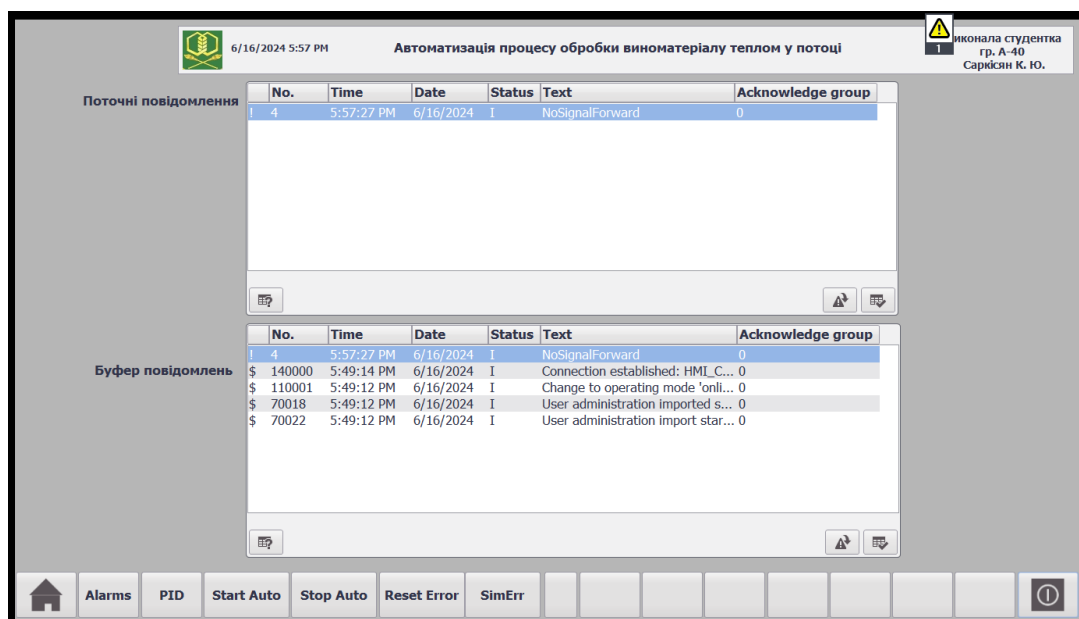 6/16/2024 5:57 PM
Автоматизація процесу обробки виноматеріалу теплом у потоці
1
иконала студентка
гр. А-40
Саркісян К. Ю.
Поточні повідомлення
No. Time Date Status Text Acknowledge group
! 4 5:57:27 PM 6/16/2024 I NoSignalForward 0
Буфер повідомлень
No. Time Date Status Text Acknowledge group
! 4 5:57:27 PM 6/16/2024 I NoSignalForward 0
$ 140000 5:49:14 PM 6/16/2024 I Connection established: HMI_C... 0
$ 110001 5:49:12 PM 6/16/2024 I Change to operating mode 'onli... 0
$ 70018 5:49:12 PM 6/16/2024 I User administration imported s... 0
$ 70022 5:49:12 PM 6/16/2024 I User administration import star... 0
Alarms PID Start Auto Stop Auto Reset Error SimErr